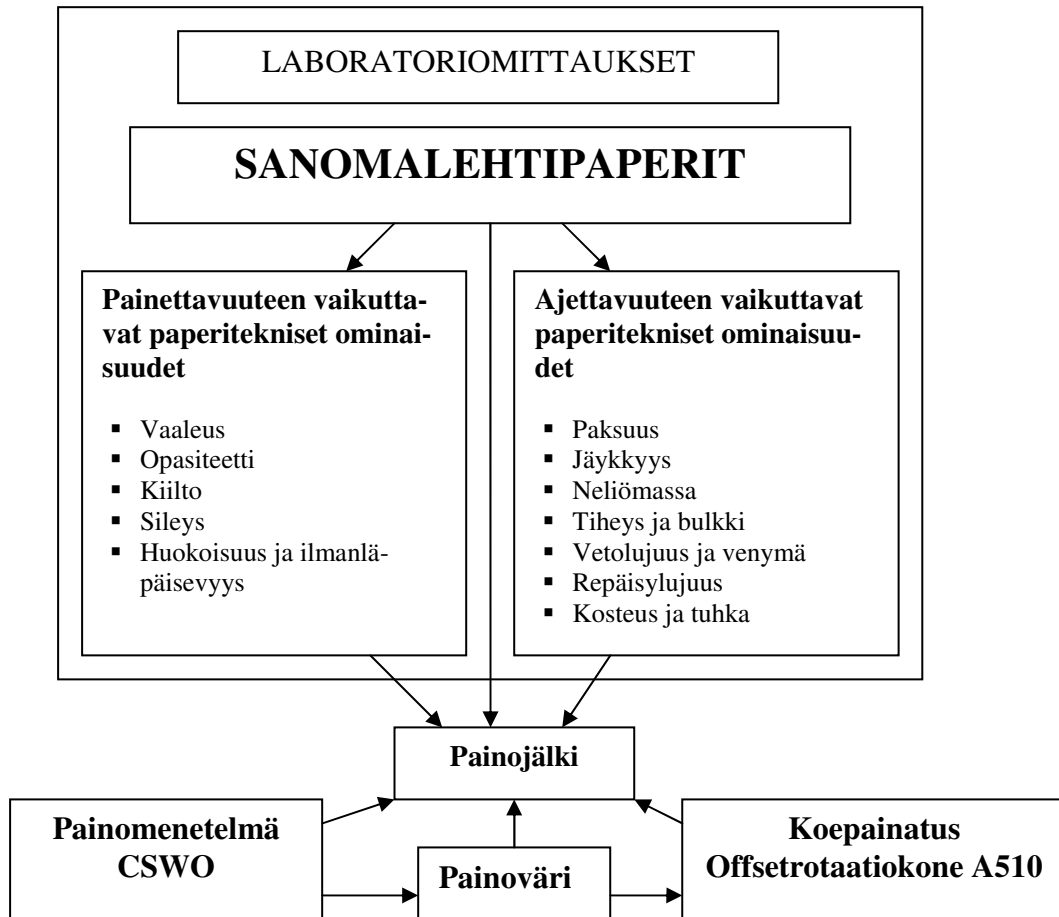 LABORATORIOMITTAUKSET
SANOMALEHTIPAPERIT
Painettavuuteen vaikutta-
vat paperitekniset ominai-
suudet
▪ Vaaleus
▪ Opasiteetti
▪ Kiilto
▪ Sileys
▪ Huokoisuus ja ilmanlä-
päisevyys
Ajettavuuteen vaikuttavat
paperitekniset ominaisuu-
det
▪ Paksuus
▪ Jäykkyys
▪ Neliömassa
▪ Tiheys ja bulkki
▪ Vetolujuus ja venymä
▪ Repäisylujuus
▪ Kosteus ja tuhka
Painojälki
Painomenetelmä
CSWO
Painoväri
Koepainatus
Offsetrotaatiokone A510